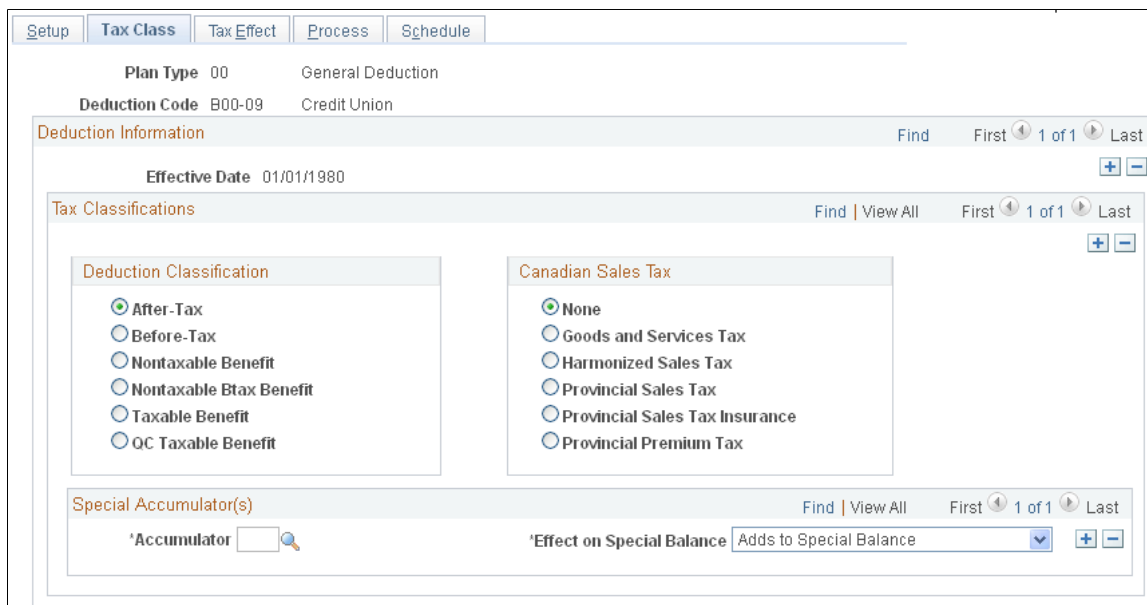 Setup Tax Class Tax Effect Process Schedule
Plan Type 00 General Deduction
Deduction Code B00-09 Credit Union
Deduction Information Find First 1 of 1 Last
Effective Date 01/01/1980
Tax Classifications Find | View All First 1 of 1 Last
Deduction Classification
After-Tax
Before-Tax
Nontaxable Benefit
Nontaxable Btax Benefit
Taxable Benefit
QC Taxable Benefit
Canadian Sales Tax
None
Goods and Services Tax
Harmonized Sales Tax
Provincial Sales Tax
Provincial Sales Tax Insurance
Provincial Premium Tax
Special Accumulator(s) Find | View All First 1 of 1 Last
*Accumulator *Effect on Special Balance Adds to Special Balance